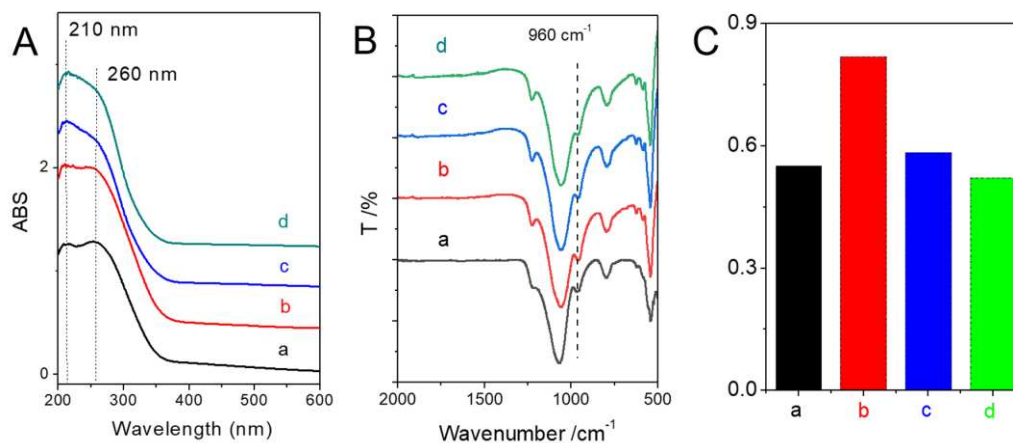 A
210 nm
260 nm
d
c
b
a
2
0
ABS
200 300 400 500 600
Wavelength (nm)
B
960 cm-1
d
c
b
a
T /%
2000 1500 1000 500
Wavenumber /cm-1
C
0.9
0.6
0.3
0.0
a b c d